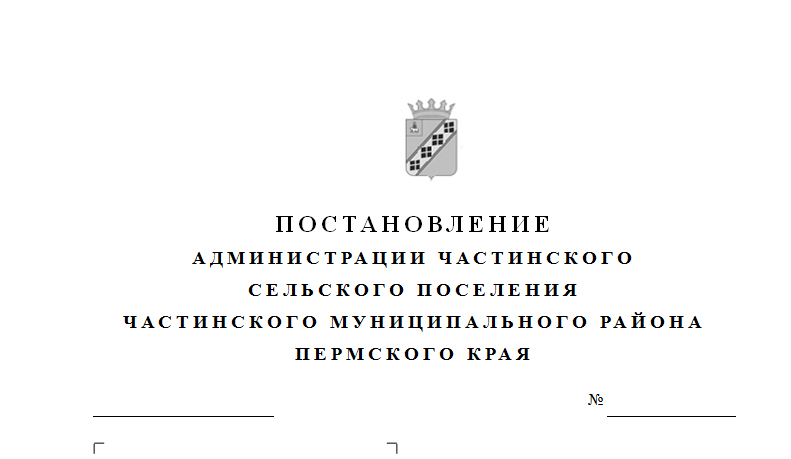 ПОСТАНОВЛЕНИЕ
АДМИНИСТРАЦИИ ЧАСТИНСКОГО
СЕЛЬСКОГО ПОСЕЛЕНИЯ
ЧАСТИНСКОГО МУНИЦИПАЛЬНОГО РАЙОНА
ПЕРМСКОГО КРАЯ
№